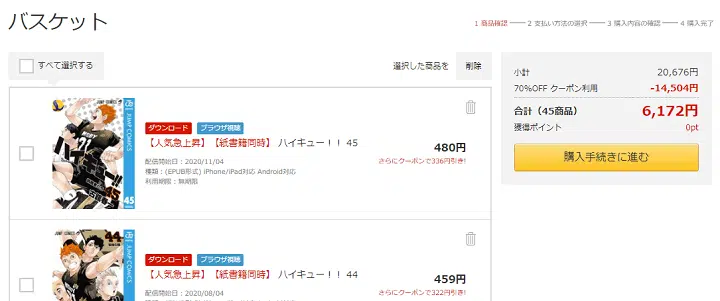 バスケット
1 商品確認 2 支払い方法の選択 3 購入内容の確認 4 購入完了
すべて選択する
選択した商品を 削除
JUMP COMICS
45
ダウンロード ブラウザ視聴
【人気急上昇】【紙書籍同時】 ハイキュー！！ 45
配信開始日：2020/11/04
種類：(EPUB形式) iPhone/iPad対応 Android対応
利用期限：無期限
480円
さらにクーポンで336円引き!
JUMP COMICS
44
ダウンロード ブラウザ視聴
【人気急上昇】【紙書籍同時】 ハイキュー！！ 44
配信開始日：2020/08/04
459円
さらにクーポンで322円引き!
小計 20,676円
70%OFF クーポン利用 -14,504円
合計（45商品） 6,172円
獲得ポイント 0pt
購入手続きに進む